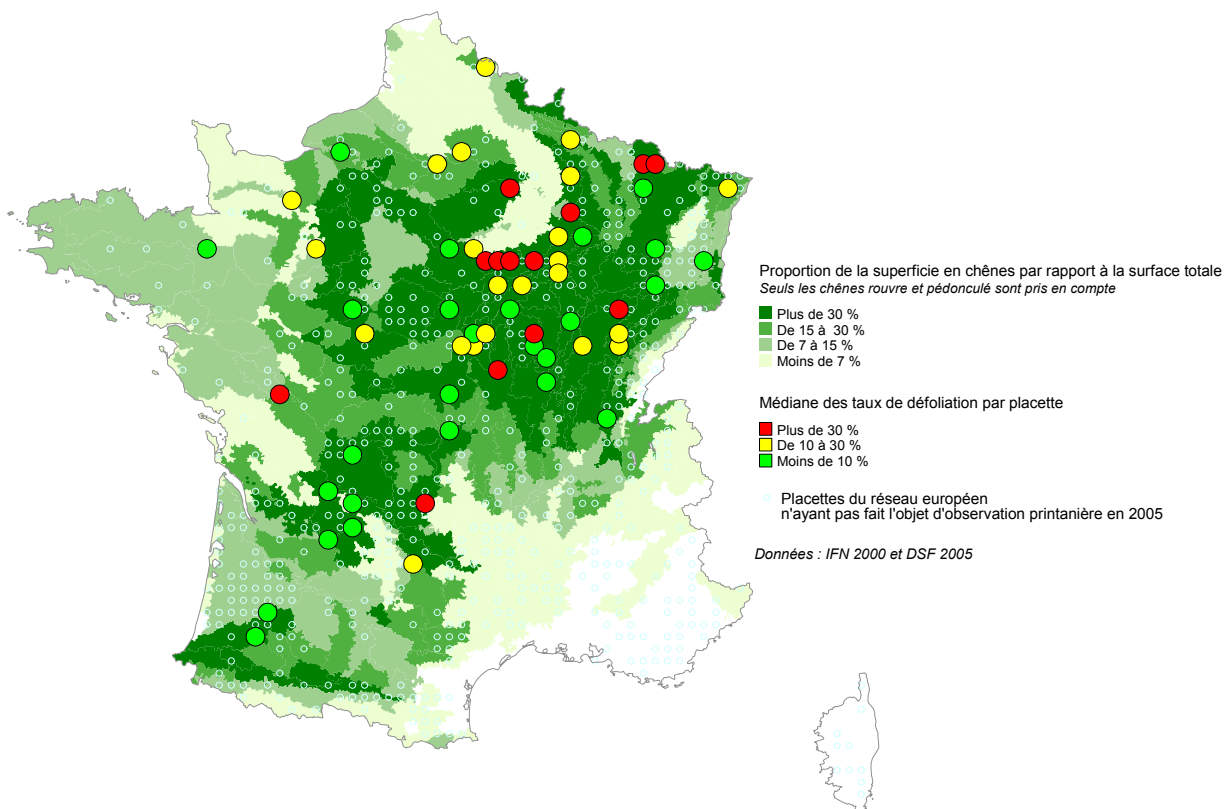 Proportion de la superficie en chênes par rapport à la surface totale
Seuls les chênes rouvre et pédonculé sont pris en compte
Plus de 30 %
De 15 à 30 %
De 7 à 15 %
Moins de 7 %
Médiane des taux de défoliation par placette
Plus de 30 %
De 10 à 30 %
Moins de 10 %
Placettes du réseau européen
n'ayant pas fait l'objet d'observation printanière en 2005
Données : IFN 2000 et DSF 2005